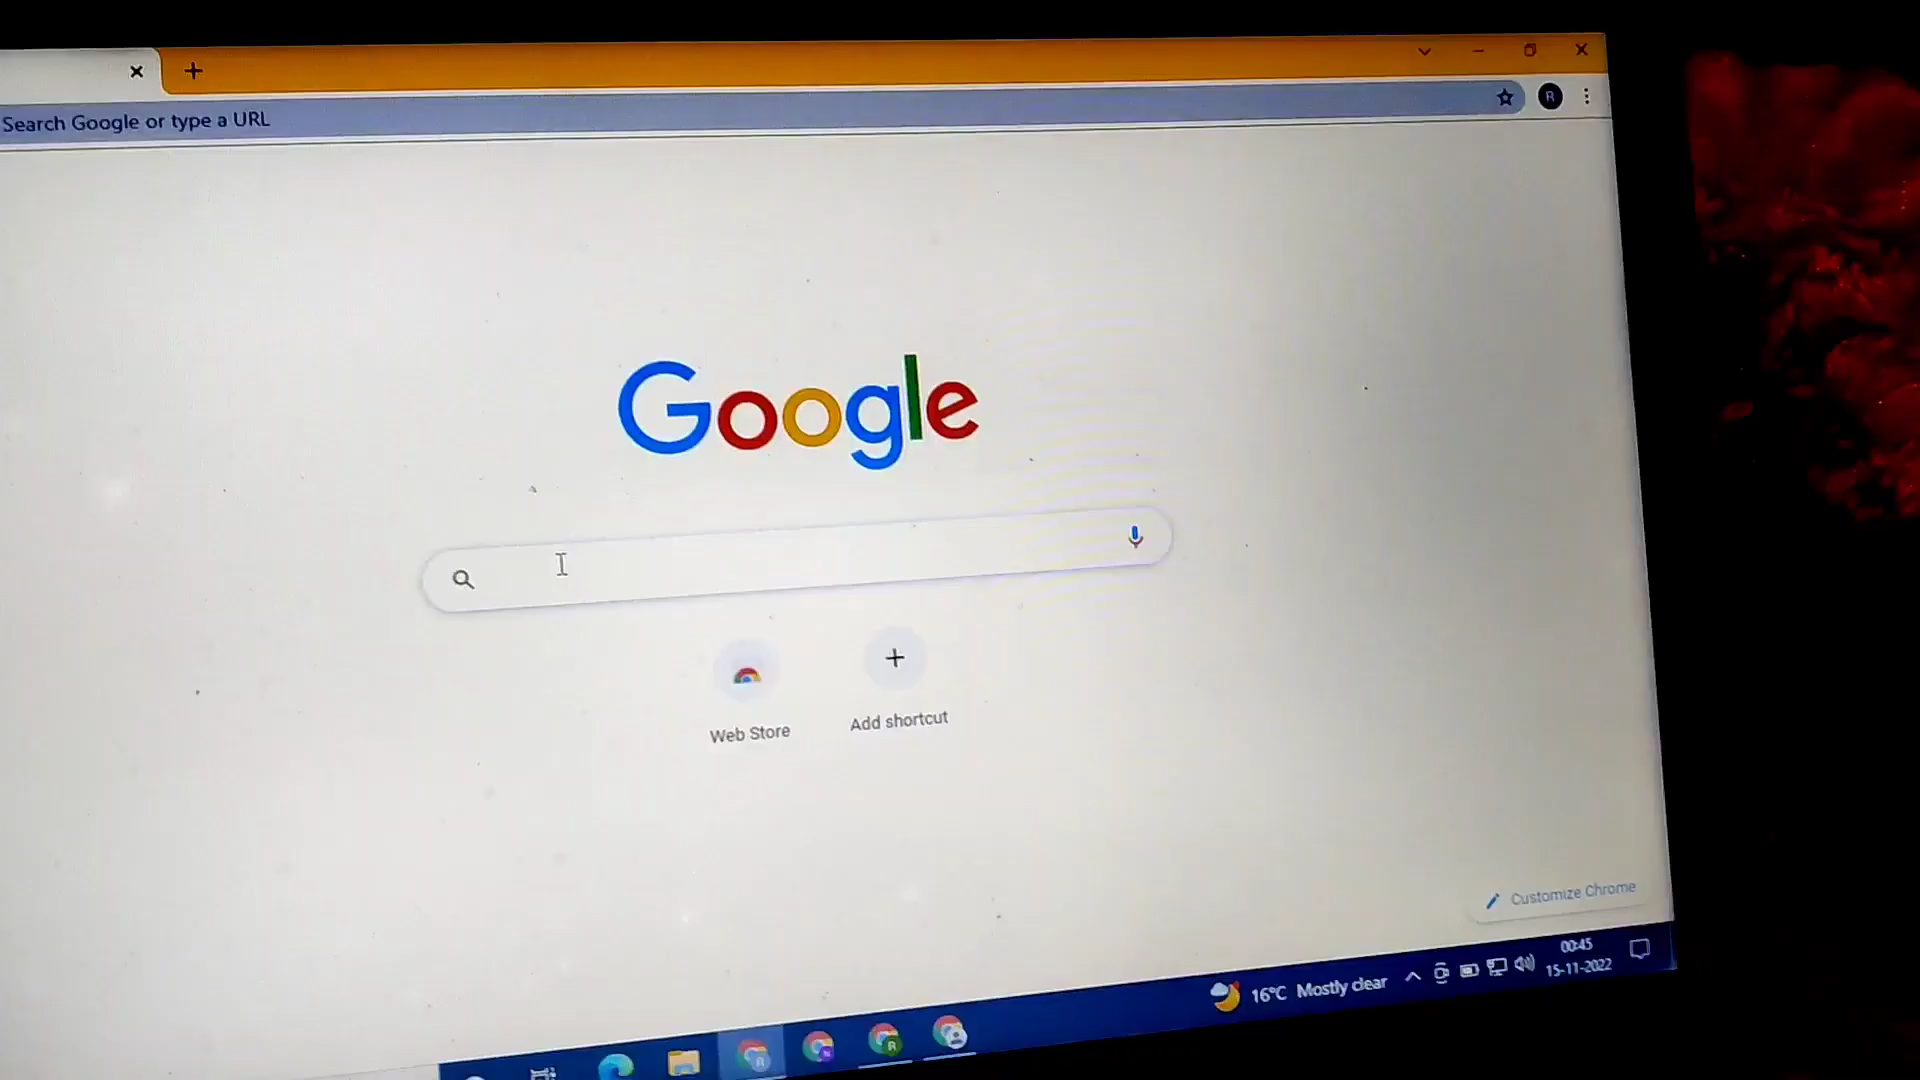 Search Google or type a URL
R
Google
Web Store
Add shortcut
Customize Chrome
16°C Mostly clear
00:45
15-11-2022
R
N
R